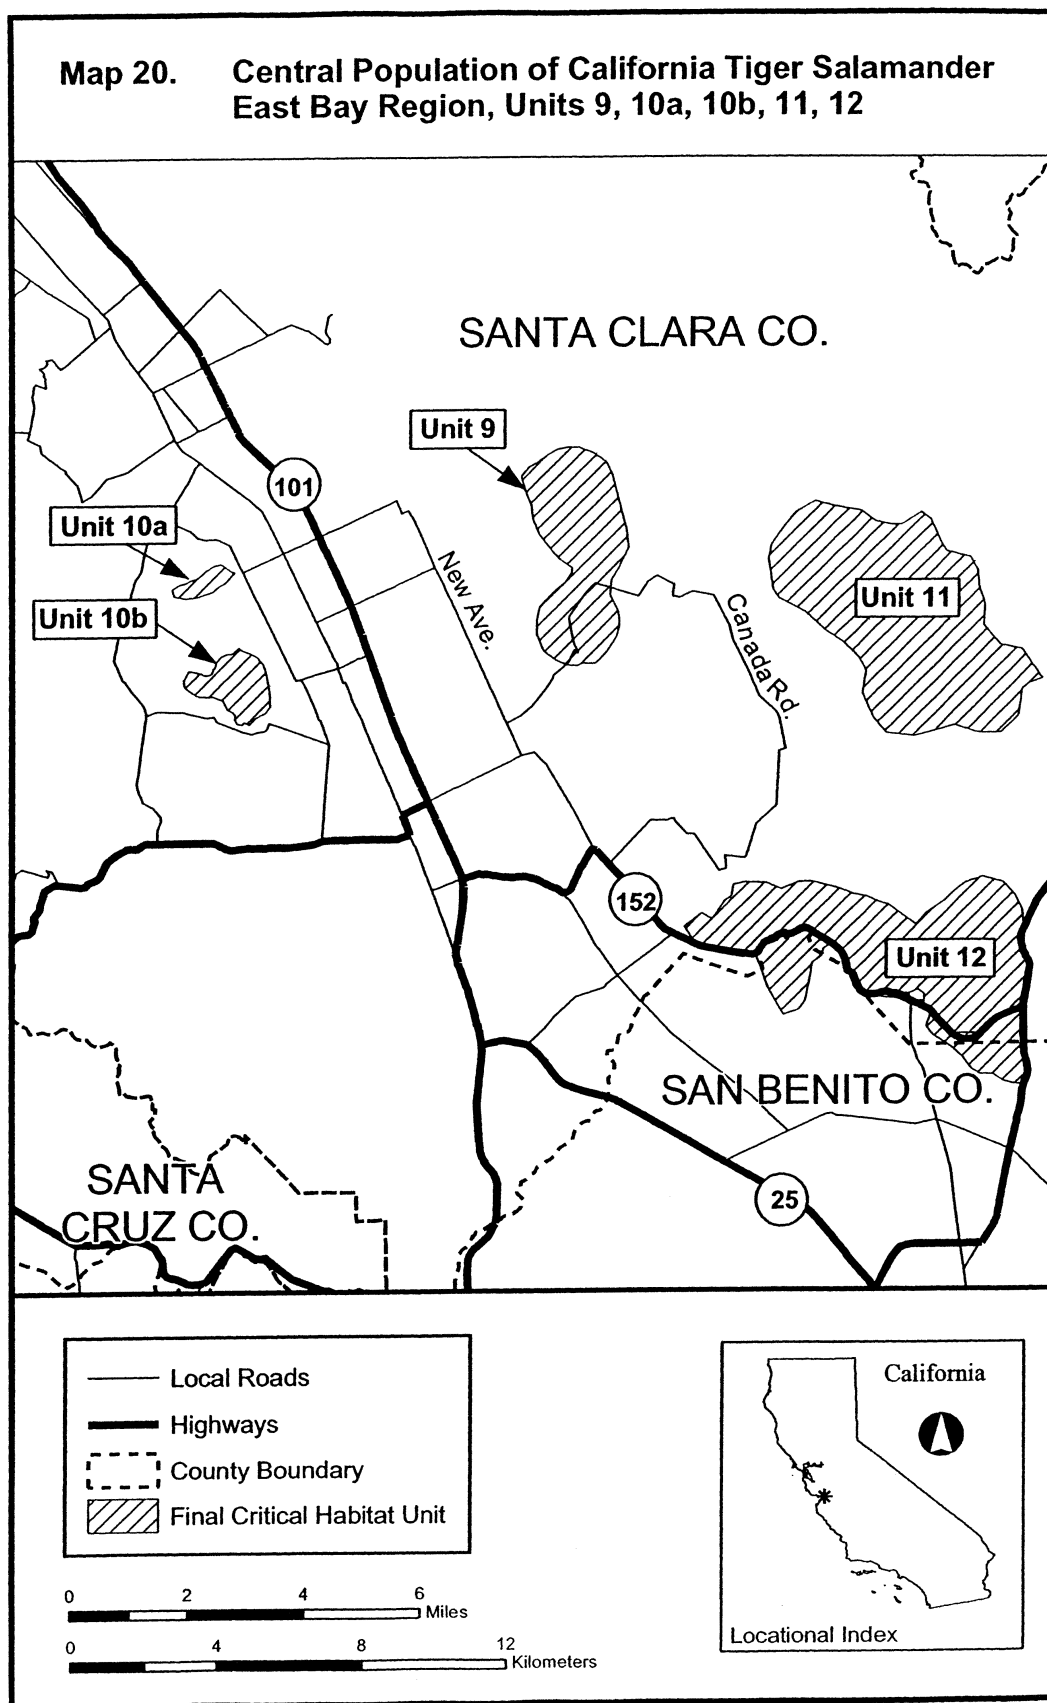 Map 20. Central Population of California Tiger Salamander
East Bay Region, Units 9, 10a, 10b, 11, 12
SANTA CLARA CO.
Unit 9
101
Unit 10a
New Ave.
Unit 11
Unit 10b
Canada Rd.
152
Unit 12
SAN BENITO CO.
SANTA
CRUZ CO.
25
Local Roads
Highways
County Boundary
Final Critical Habitat Unit
0 2 4 6
Miles
0 4 8 12
Kilometers
California
Locational Index